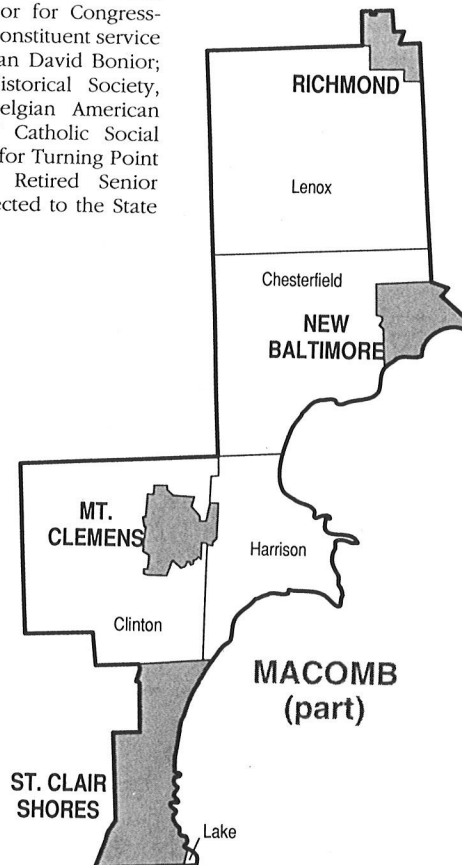 or for Congress-
onstituent service
an David Bonior;
istorical Society,
elgian American
Catholic Social
for Turning Point
Retired Senior
cted to the State
RICHMOND
Lenox
Chesterfield
NEW
BALTIMORE
MT.
CLEMENS
Harrison
Clinton
MACOMB
(part)
ST. CLAIR
SHORES
Lake